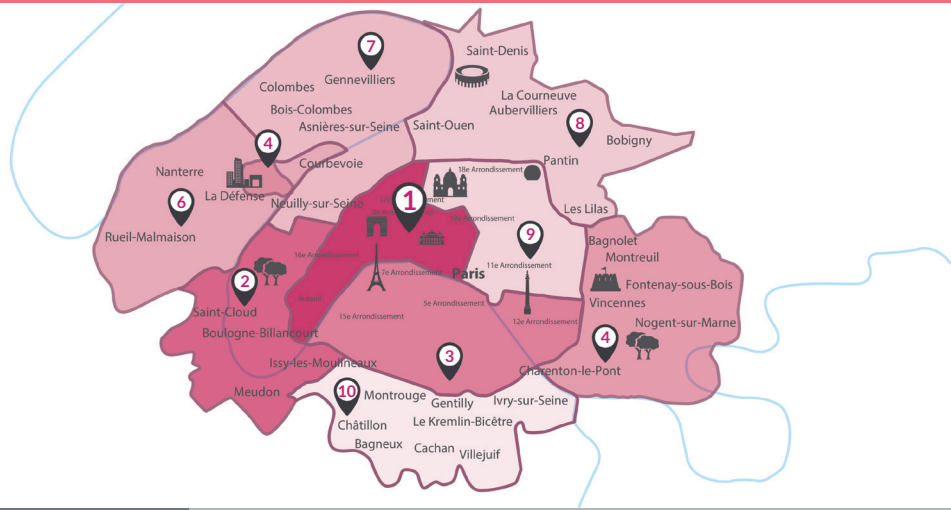 7
Saint-Denis
Gennevilliers
Colombes
La Courneuve
Bois-Colombes
Aubervilliers
Asnières-sur-Seine
Saint-Ouen
8
Bobigny
4
Courbevoie
Pantin
Nanterre
18e Arrondissement
La Défense
1
6
Neuilly-sur-Seine
Les Lilas
Rueil-Malmaison
9
Bagnolet
Montreuil
16e Arrondissement
11e Arrondissement
7e Arrondissement
Paris
2
Fontenay-sous-Bois
Vincennes
5e Arrondissement
Saint-Cloud
15e Arrondissement
12e Arrondissement
Nogent-sur-Marne
Boulogne-Billancourt
4
3
Issy-les-Moulineaux
Charenton-le-Pont
Meudon
10
Montrouge
Gentilly
Ivry-sur-Seine
Châtillon
Le Kremlin-Bicêtre
Bagneux
Cachan
Villejuif